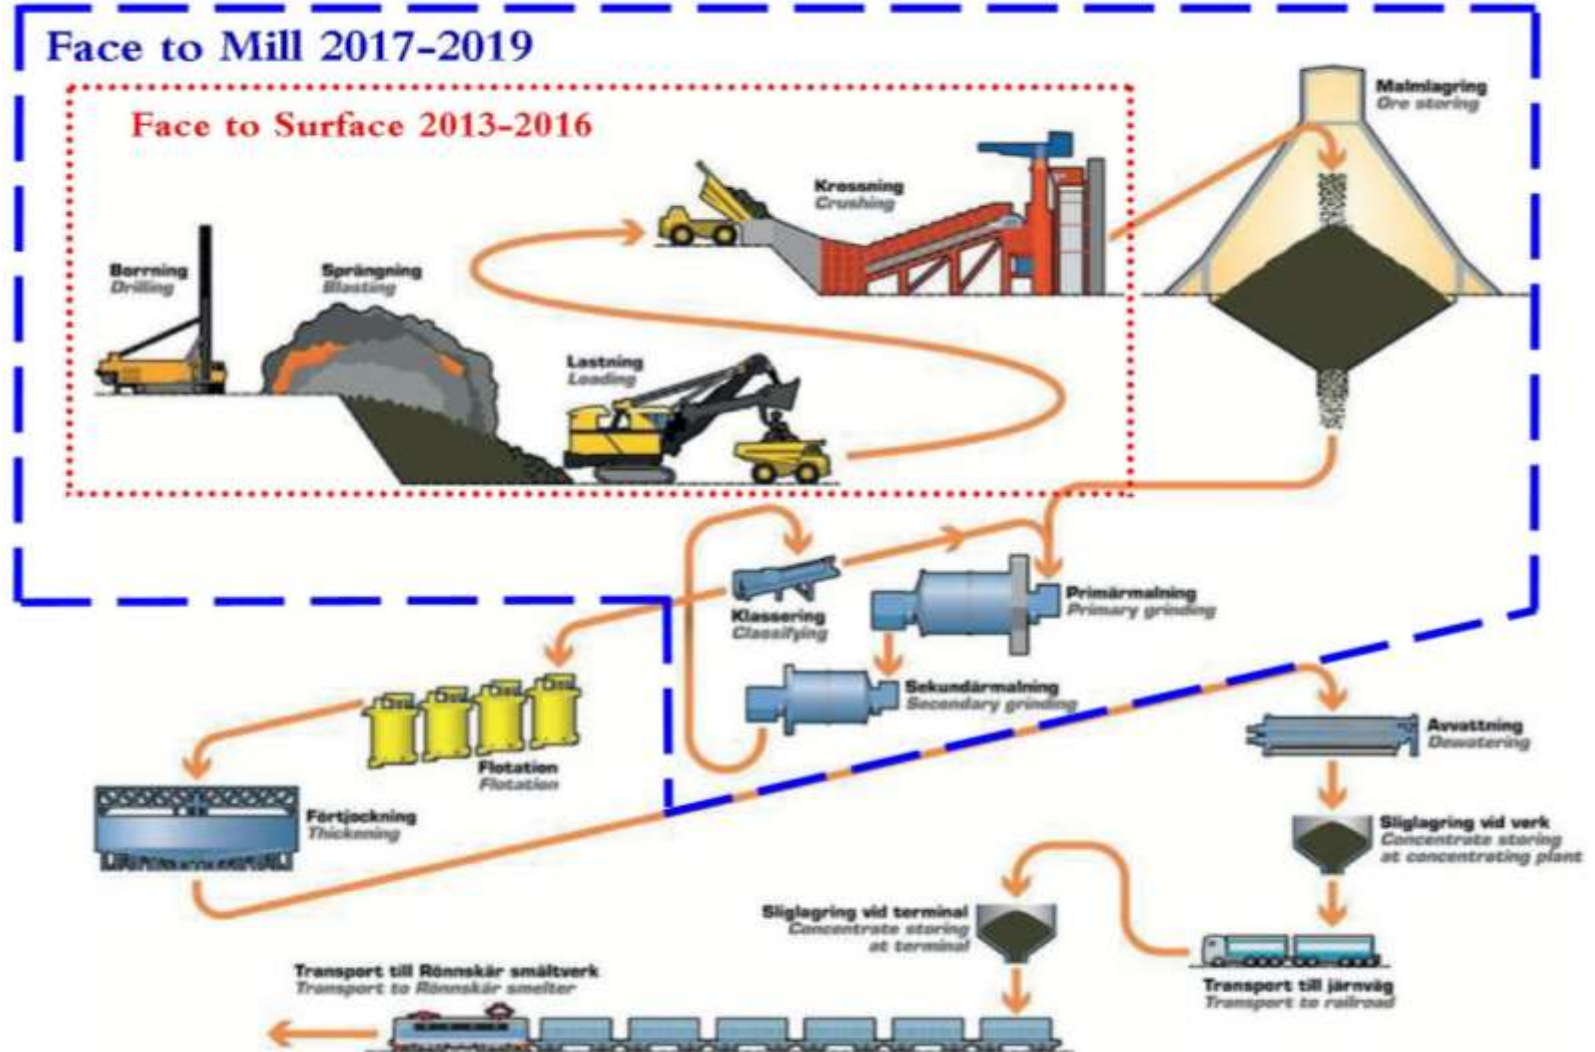 Face to Mill 2017-2019
Face to Surface 2013-2016
Malmlagring
Ore storing
Krossning
Crushing
Borrning
Drilling
Sprängning
Blasting
Lastning
Loading
Klassering
Classifying
Primärmalning
Primary grinding
Sekundärmalning
Secondary grinding
Flotation
Flotation
Avvattning
Dewatering
Förtjockning
Thickening
Sliglagring vid verk
Concentrate storing
at concentrating plant
Sliglagring vid terminal
Concentrate storing
at terminal
Transport till Rönnskär smältverk
Transport to Rönnskär smelter
Transport till järnväg
Transport to railroad